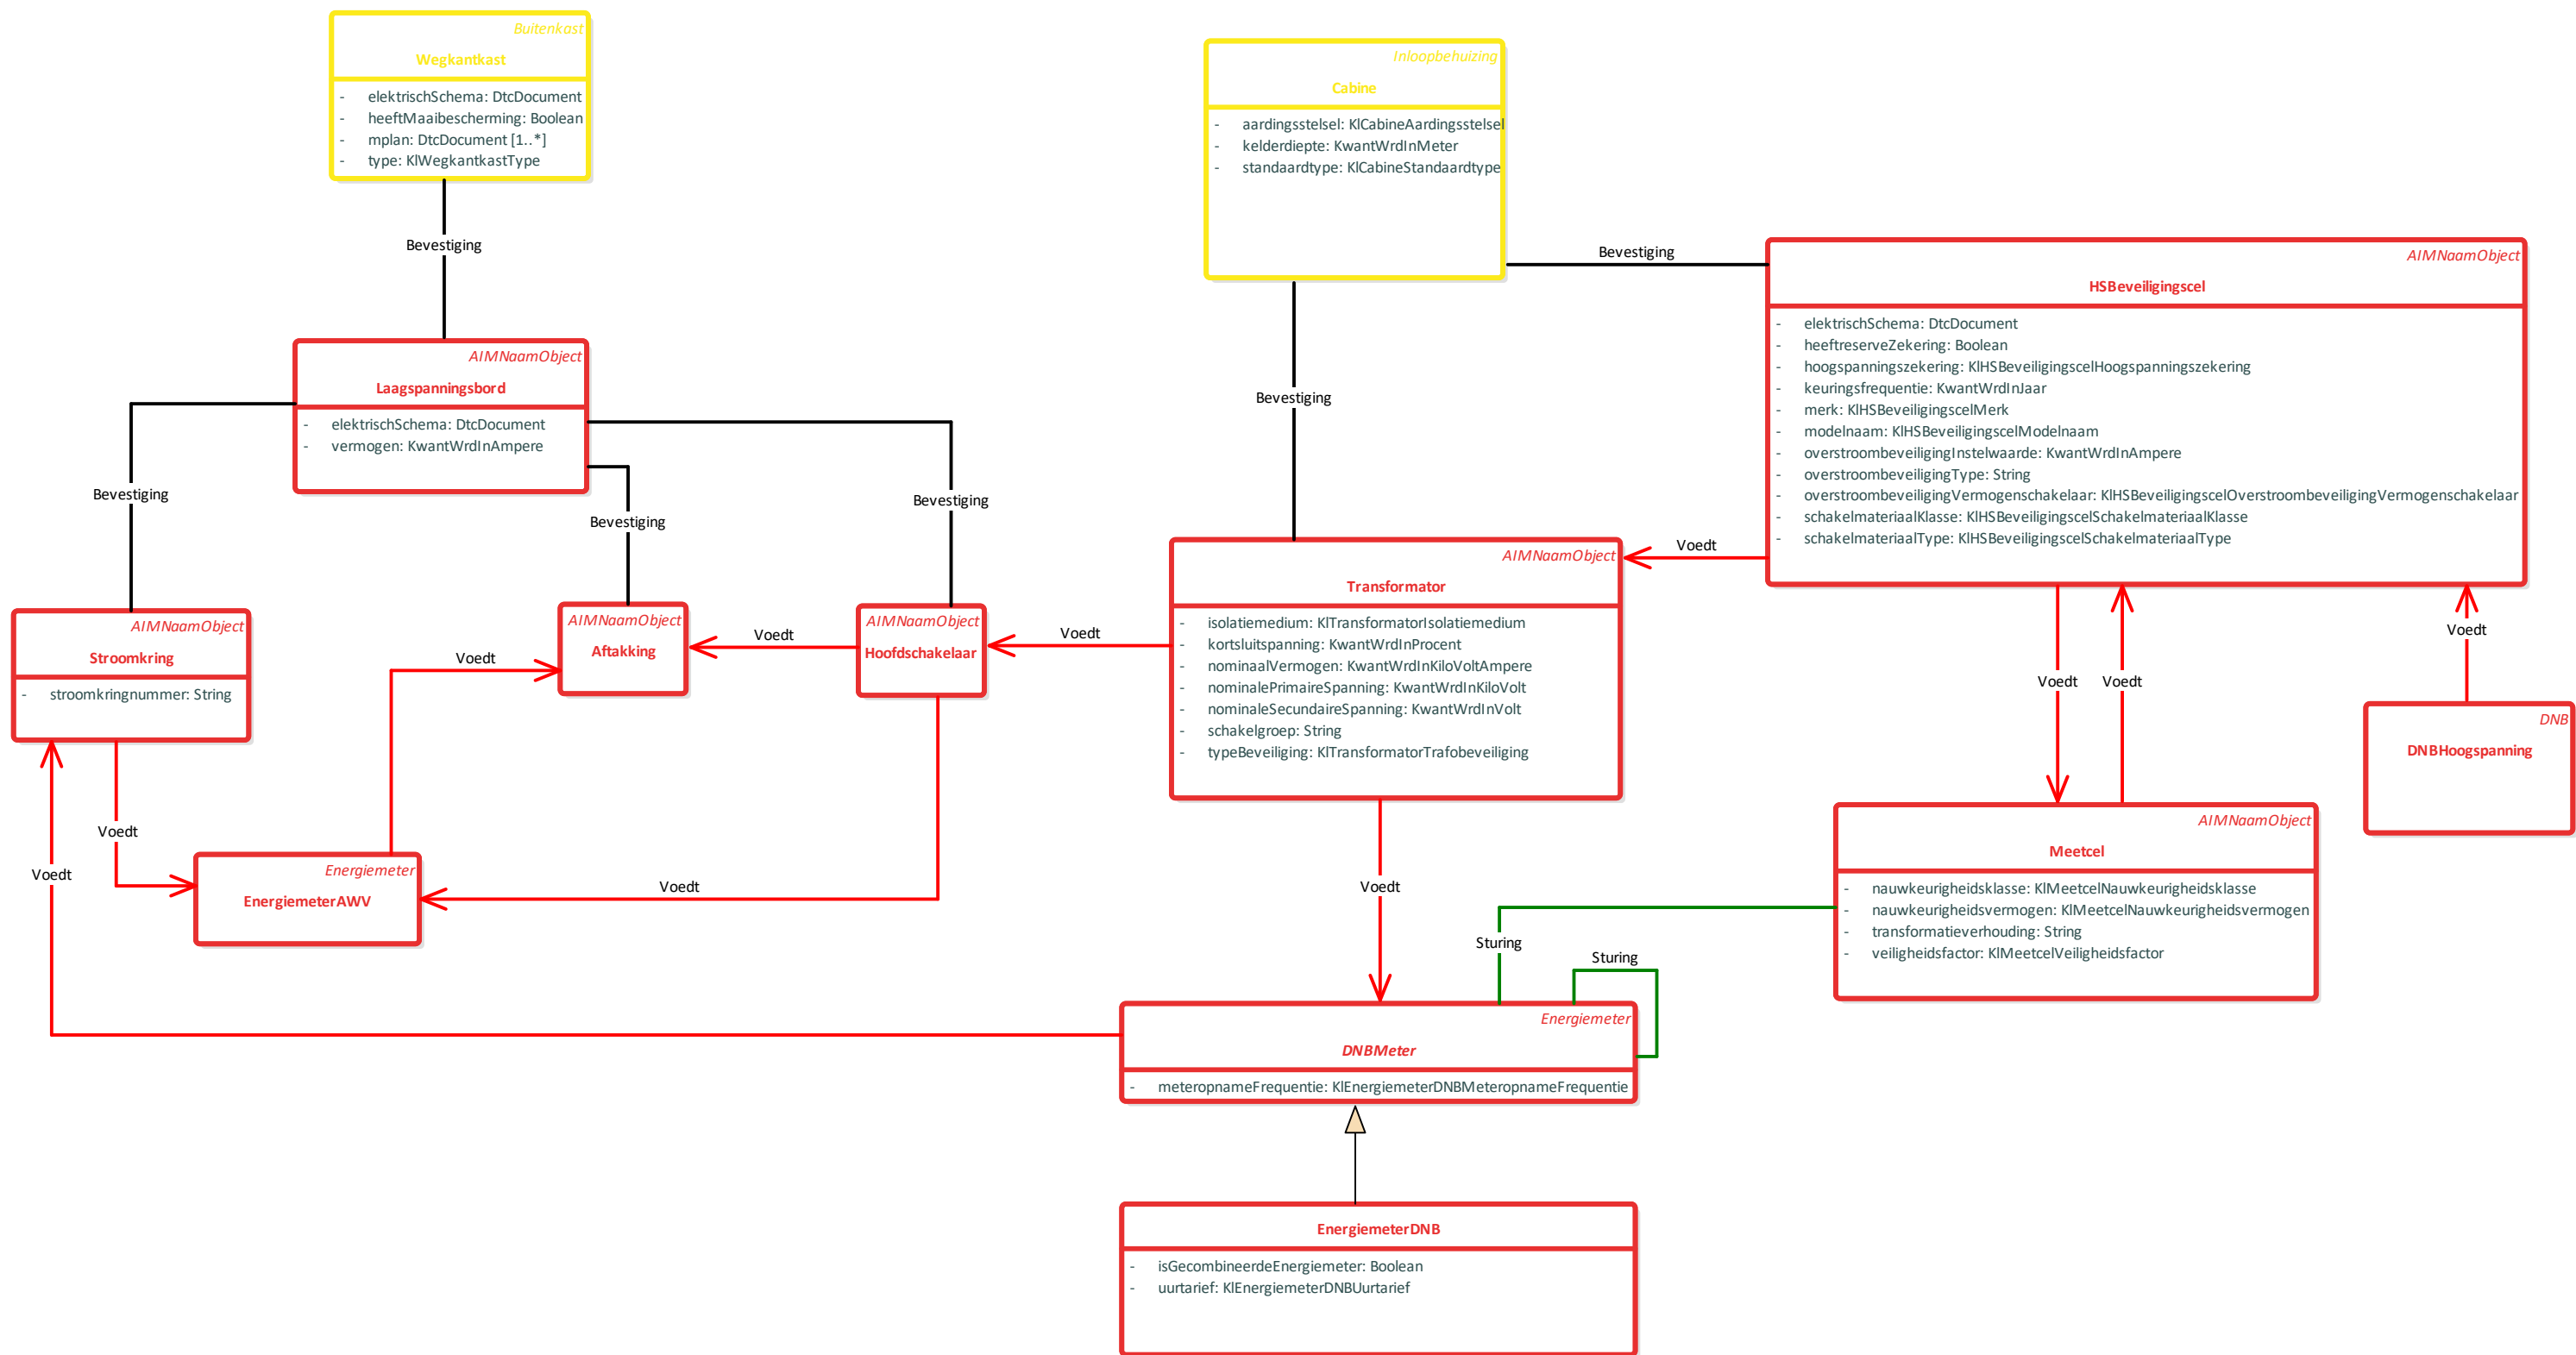 Buitenkast
Wegkantkast
- elektrischSchema: DtcDocument
- heeftMaaibescherming: Boolean
- mplan: DtcDocument [1..*]
- type: KlWegkantkastType
Inloopbehuizing
Cabine
- aardingsstelsel: KlCabineAardingsstelsel
- kelderdiepte: KwantWrdInMeter
- standaardtype: KlCabineStandaardtype
Bevestiging
Bevestiging
AIMNaamObject
HSBeveiligingscel
- elektrischSchema: DtcDocument
- heeftreserveZekering: Boolean
- hoogspanningszekering: KlHSBeveiligingscelHoogspanningszekering
- keuringsfrequentie: KwantWrdInJaar
- merk: KlHSBeveiligingscelMerk
- modelnaam: KlHSBeveiligingscelModelnaam
- overstroombeveiligingInstelwaarde: KwantWrdInAmpere
- overstroombeveiligingType: String
- overstroombeveiligingVermogenschakelaar: KlHSBeveiligingscelOverstroombeveiligingVermogenschakelaar
- schakelmateriaalKlasse: KlHSBeveiligingscelSchakelmateriaalKlasse
- schakelmateriaalType: KlHSBeveiligingscelSchakelmateriaalType
AIMNaamObject
Laagspanningsbord
- elektrischSchema: DtcDocument
- vermogen: KwantWrdInAmpere
Bevestiging
Bevestiging
Bevestiging
Bevestiging
Voedt
AIMNaamObject
Transformator
- isolatiemedium: KlTransformatorIsolatiemedium
- kortsluitspanning: KwantWrdInProcent
- nominaalVermogen: KwantWrdInKiloVoltAmpere
- nominalePrimaireSpanning: KwantWrdInKiloVolt
- nominaleSecundaireSpanning: KwantWrdInVolt
- schakelgroep: String
- typeBeveiliging: KlTransformatorTrafobeveiliging
AIMNaamObject
Stroomkring
- stroomkringnummer: String
Voedt
AIMNaamObject
Aftakking
Voedt
AIMNaamObject
Hoofdschakelaar
Voedt
Voedt
Voedt
Voedt
DNB
DNBHoogspanning
Voedt
Voedt
Energiemeter
EnergiemeterAWV
Voedt
Voedt
AIMNaamObject
Meetcel
- nauwkeurigheidsklasse: KlMeetcelNauwkeurigheidsklasse
- nauwkeurigheidsvermogen: KlMeetcelNauwkeurigheidsvermogen
- transformatieverhouding: String
- veiligheidsfactor: KlMeetcelVeiligheidsfactor
Sturing
Sturing
Energiemeter
DNBMeter
- meteropnameFrequentie: KlEnergiemeterDNBMeteropnameFrequentie
EnergiemeterDNB
- isGecombineerdeEnergiemeter: Boolean
- uurtarief: KlEnergiemeterDNBUurtarief